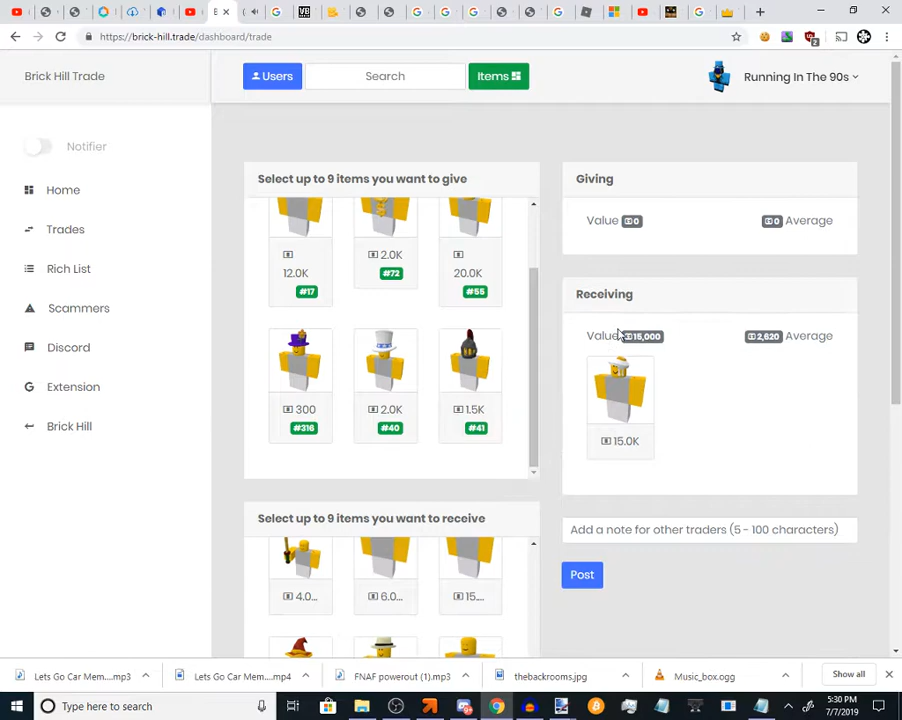 https://brick-hill.trade/dashboard/trade
2
Brick Hill Trade
Users
Search
Items
Running In The 90s
Notifier
Home
Trades
Rich List
Scammers
Discord
Extension
Brick Hill
Select up to 9 items you want to give
12.0K
#17
2.0K
#72
20.0K
#55
300
#316
2.0K
#40
1.5K
#41
Select up to 9 items you want to receive
4.0...
6.0...
15....
Giving
Value 0
0 Average
Receiving
Value 15,000
2,620 Average
15.0K
Add a note for other traders (5 - 100 characters)
Post
Lets Go Car Mem....mp3
Lets Go Car Mem....mp4
FNAF powerout (1).mp3
thebackrooms.jpg
Music_box.ogg
Show all
Type here to search
5:30 PM
7/7/2019